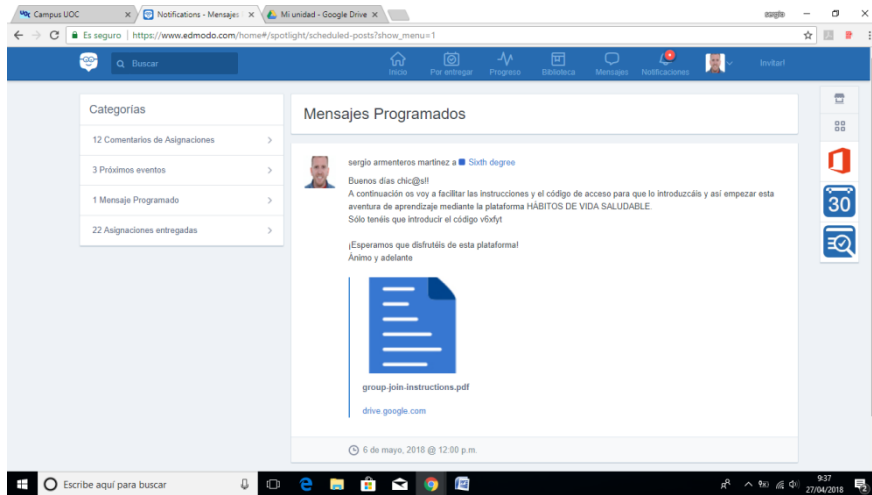 Campus UOC
Notifications - Mensajes
Mi unidad - Google Drive
sergio
Es seguro
https://www.edmodo.com/home#/spotlight/scheduled-posts?show_menu=1
Buscar
Inicio
Por entregar
Progreso
Biblioteca
Mensajes
Notificaciones
Invitar!
Categorías
12 Comentarios de Asignaciones
3 Próximos eventos
1 Mensaje Programado
22 Asignaciones entregadas
Mensajes Programados
sergio armenteros martinez a Sixth degree
Buenos días chic@s!!
A continuación os voy a facilitar las instrucciones y el código de acceso para que lo introduzcáis y así empezar esta
aventura de aprendizaje mediante la plataforma HÁBITOS DE VIDA SALUDABLE.
Sólo tenéis que introducir el código v6xfyt
¡Esperamos que disfrutéis de esta plataforma!
Ánimo y adelante
group-join-instructions.pdf
drive.google.com
6 de mayo, 2018 @ 12:00 p.m.
30
Escribe aquí para buscar
9:37
27/04/2018